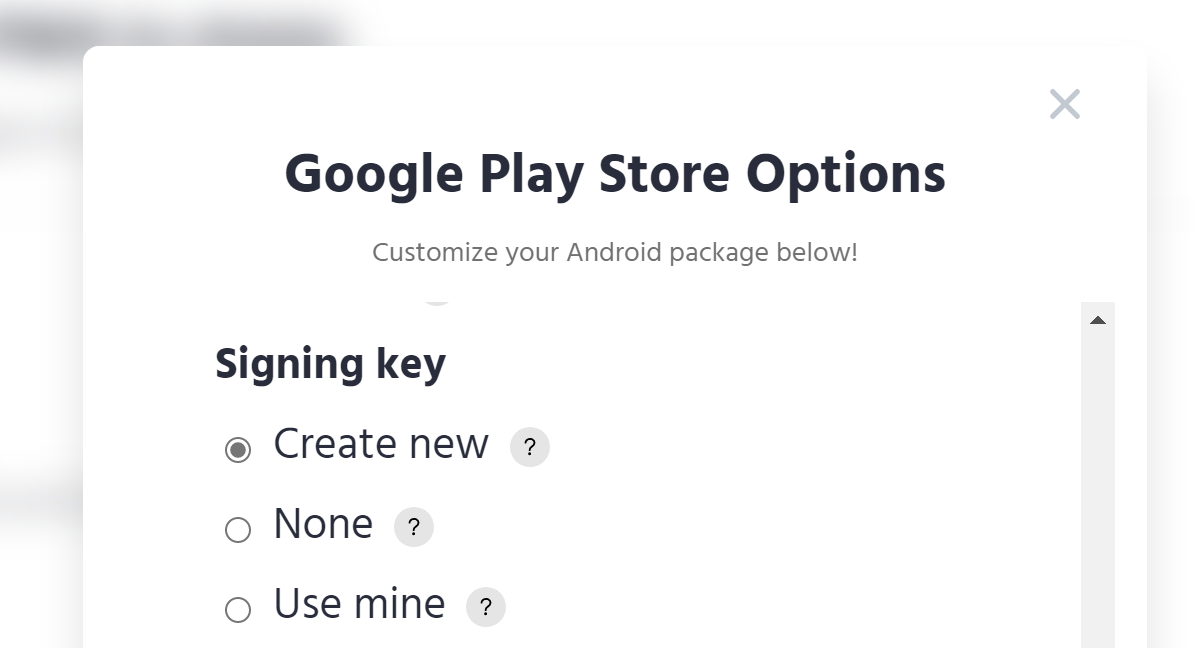 Google Play Store Options
Customize your Android package below!
Signing key
Create new ?
None ?
Use mine ?